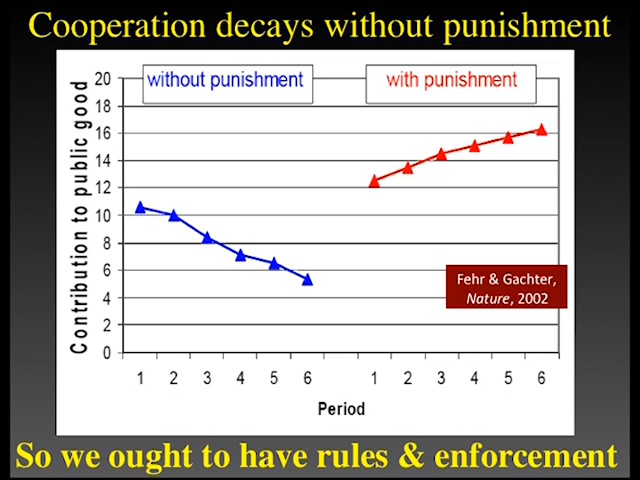 Cooperation decays without punishment
without punishment
with punishment
Contribution to public good
20
18
16
14
12
10
8
6
4
2
0
1 2 3 4 5 6 1 2 3 4 5 6
Period
Fehr & Gachter,
Nature, 2002
So we ought to have rules & enforcement